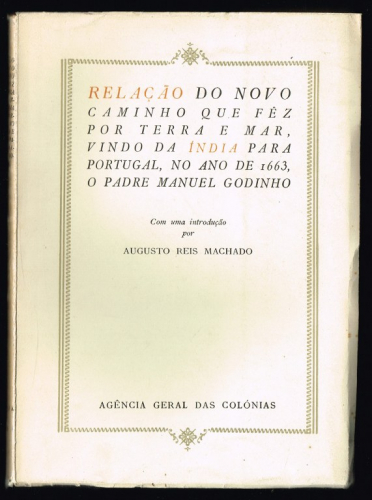 RELAÇÃO DO NOVO
CAMINHO QUE FÊZ
POR TERRA E MAR,
VINDO DA ÍNDIA PARA
PORTUGAL, NO ANO DE 1663,
O PADRE MANUEL GODINHO
Com uma introdução
por
AUGUSTO REIS MACHADO
AGÊNCIA GERAL DAS COLÓNIAS